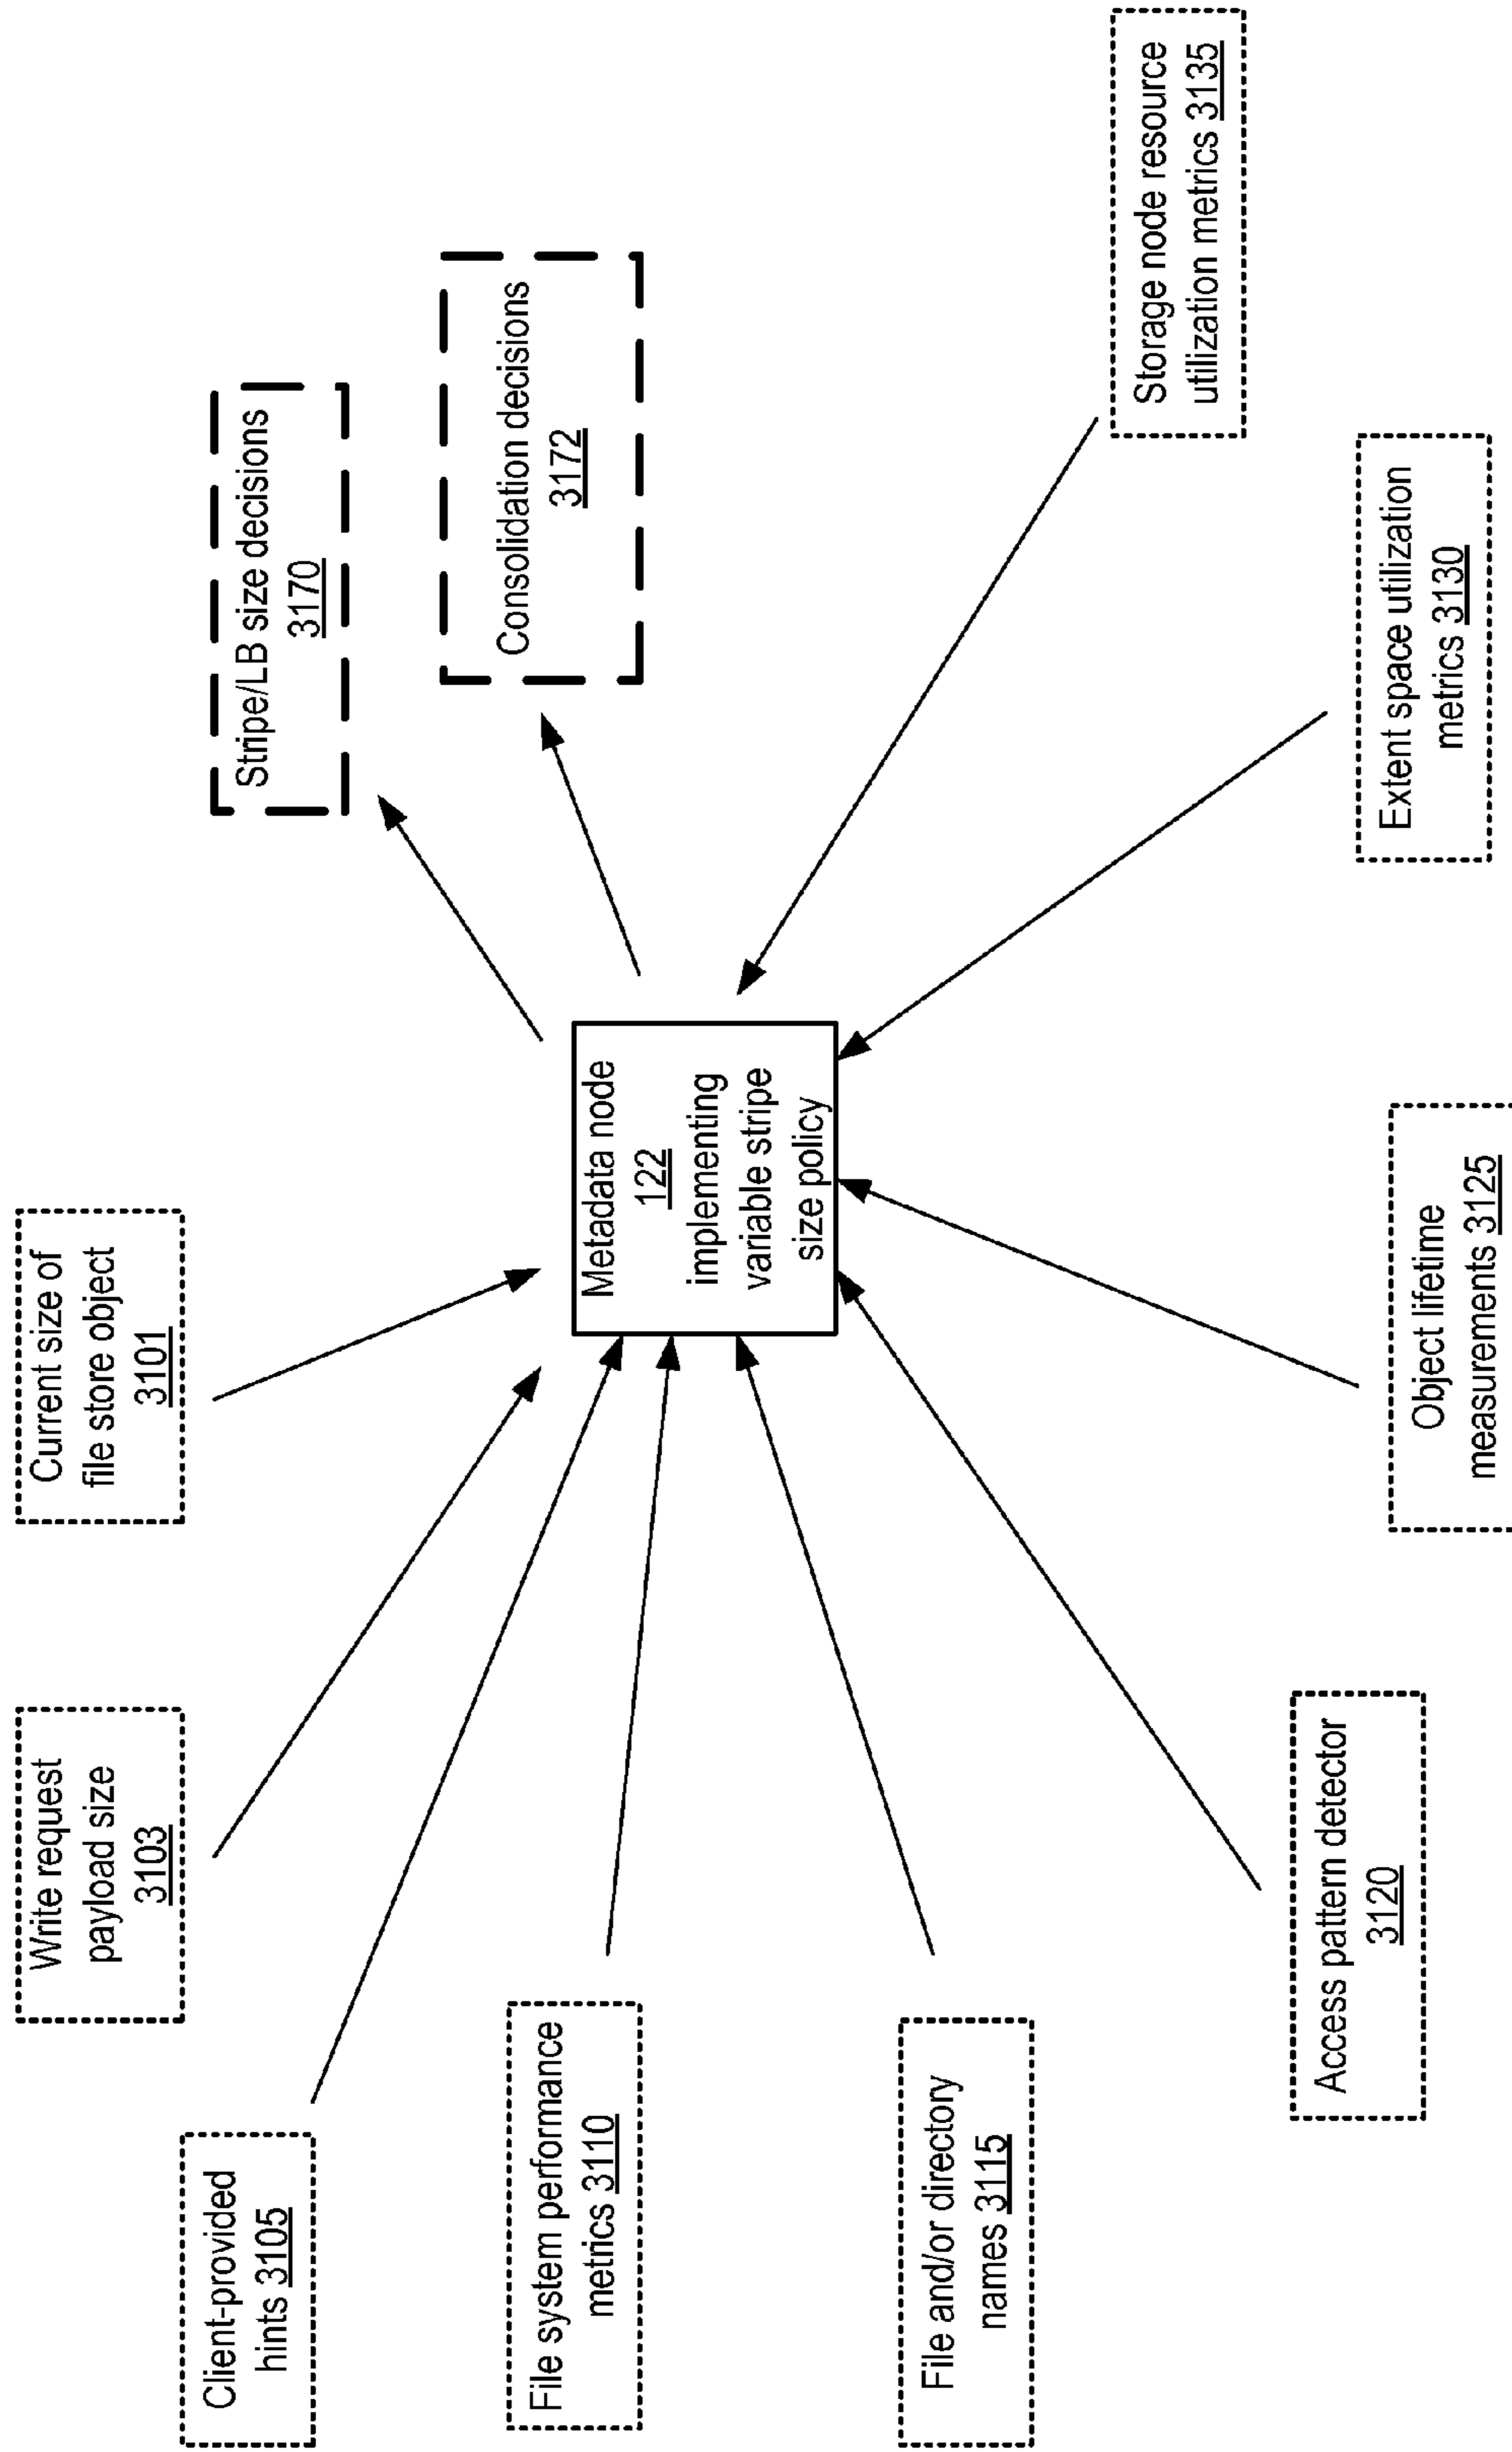 Current size of
file store object
3101
Write request
payload size
3103
Client-provided
hints 3105
File system performance
metrics 3110
File and/or directory
names 3115
Access pattern detector
3120
Object lifetime
measurements 3125
Extent space utilization
metrics 3130
Storage node resource
utilization metrics 3135
Metadata node
122
implementing
variable stripe
size policy
Stripe/LB size decisions
3170
Consolidation decisions
3172